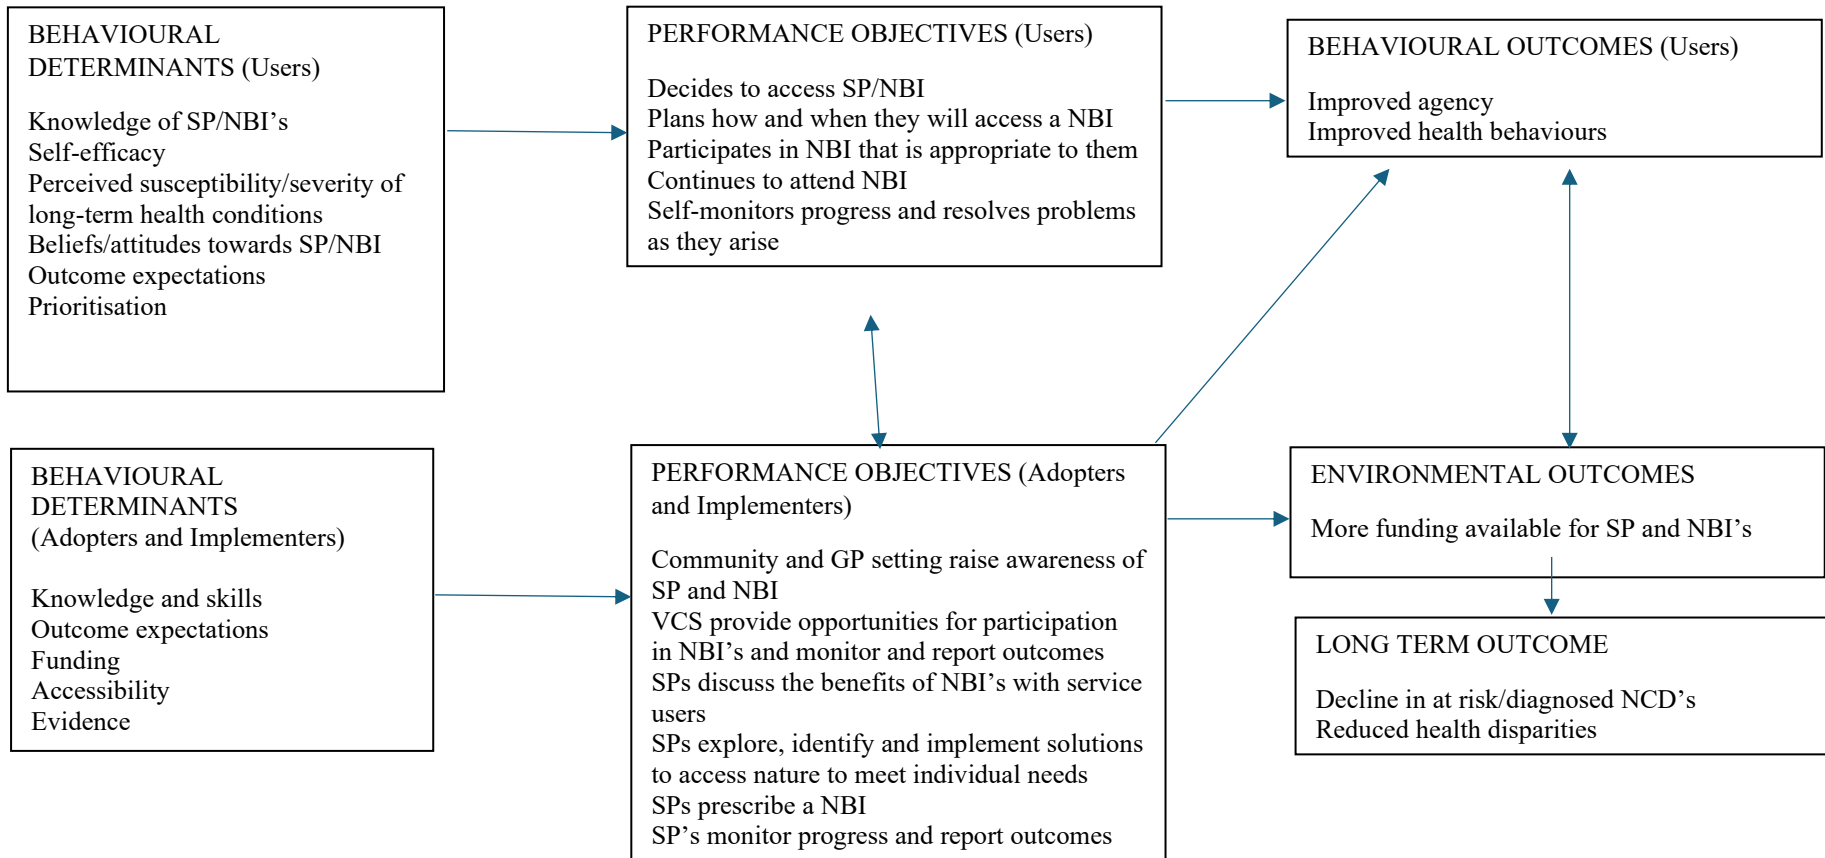 BEHAVIOURAL
DETERMINANTS (Users)
Knowledge of SP/NBI’s
Self-efficacy
Perceived susceptibility/severity of
long-term health conditions
Beliefs/attitudes towards SP/NBI
Outcome expectations
Prioritisation
PERFORMANCE OBJECTIVES (Users)
Decides to access SP/NBI
Plans how and when they will access a NBI
Participates in NBI that is appropriate to them
Continues to attend NBI
Self-monitors progress and resolves problems
as they arise
BEHAVIOURAL OUTCOMES (Users)
Improved agency
Improved health behaviours
BEHAVIOURAL
DETERMINANTS
(Adopters and Implementers)
Knowledge and skills
Outcome expectations
Funding
Accessibility
Evidence
PERFORMANCE OBJECTIVES (Adopters
and Implementers)
Community and GP setting raise awareness of
SP and NBI
VCS provide opportunities for participation
in NBI’s and monitor and report outcomes
SPs discuss the benefits of NBI’s with service
users
SPs explore, identify and implement solutions
to access nature to meet individual needs
SPs prescribe a NBI
SP’s monitor progress and report outcomes
ENVIRONMENTAL OUTCOMES
More funding available for SP and NBI’s
LONG TERM OUTCOME
Decline in at risk/diagnosed NCD’s
Reduced health disparities